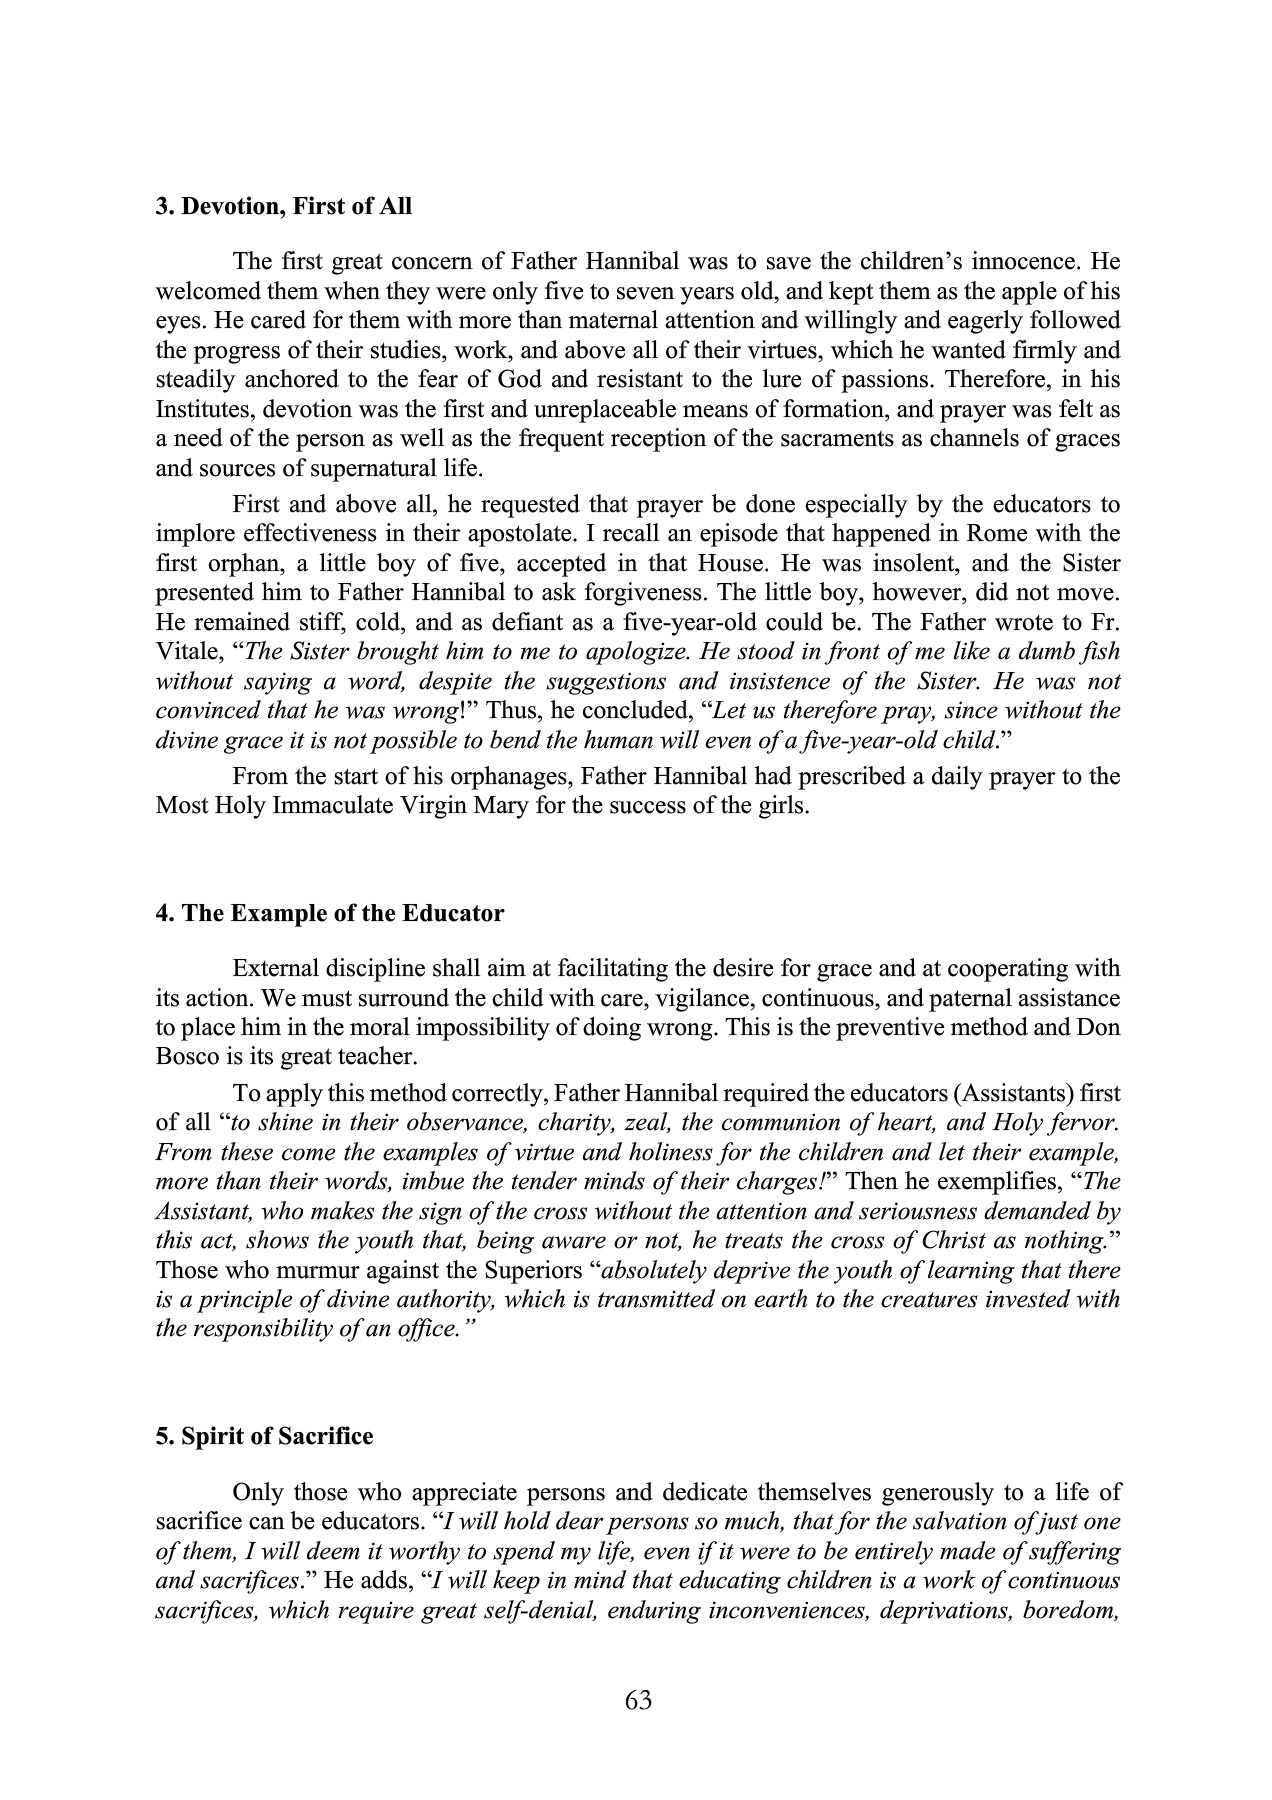 3. Devotion, First of All
The first great concern of Father Hannibal was to save the children’s innocence. He
welcomed them when they were only five to seven years old, and kept them as the apple of his
eyes. He cared for them with more than maternal attention and willingly and eagerly followed
the progress of their studies, work, and above all of their virtues, which he wanted firmly and
steadily anchored to the fear of God and resistant to the lure of passions. Therefore, in his
Institutes, devotion was the first and unreplaceable means of formation, and prayer was felt as
a need of the person as well as the frequent reception of the sacraments as channels of graces
and sources of supernatural life.
First and above all, he requested that prayer be done especially by the educators to
implore effectiveness in their apostolate. I recall an episode that happened in Rome with the
first orphan, a little boy of five, accepted in that House. He was insolent, and the Sister
presented him to Father Hannibal to ask forgiveness. The little boy, however, did not move.
He remained stiff, cold, and as defiant as a five-year-old could be. The Father wrote to Fr.
Vitale, “The Sister brought him to me to apologize. He stood in front of me like a dumb fish
without saying a word, despite the suggestions and insistence of the Sister. He was not
convinced that he was wrong!” Thus, he concluded, “Let us therefore pray, since without the
divine grace it is not possible to bend the human will even of a five-year-old child.”
From the start of his orphanages, Father Hannibal had prescribed a daily prayer to the
Most Holy Immaculate Virgin Mary for the success of the girls.
4. The Example of the Educator
External discipline shall aim at facilitating the desire for grace and at cooperating with
its action. We must surround the child with care, vigilance, continuous, and paternal assistance
to place him in the moral impossibility of doing wrong. This is the preventive method and Don
Bosco is its great teacher.
To apply this method correctly, Father Hannibal required the educators (Assistants) first
of all “to shine in their observance, charity, zeal, the communion of heart, and Holy fervor.
From these come the examples of virtue and holiness for the children and let their example,
more than their words, imbue the tender minds of their charges!” Then he exemplifies, “The
Assistant, who makes the sign of the cross without the attention and seriousness demanded by
this act, shows the youth that, being aware or not, he treats the cross of Christ as nothing.”
Those who murmur against the Superiors “absolutely deprive the youth of learning that there
is a principle of divine authority, which is transmitted on earth to the creatures invested with
the responsibility of an office.”
5. Spirit of Sacrifice
Only those who appreciate persons and dedicate themselves generously to a life of
sacrifice can be educators. “I will hold dear persons so much, that for the salvation of just one
of them, I will deem it worthy to spend my life, even if it were to be entirely made of suffering
and sacrifices.” He adds, “I will keep in mind that educating children is a work of continuous
sacrifices, which require great self-denial, enduring inconveniences, deprivations, boredom,
63